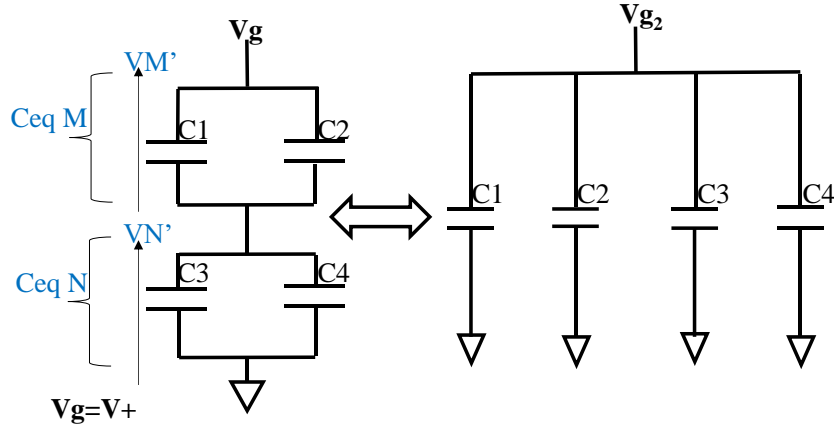 Vg
VM’
Ceq M
C1
C2
VN’
Ceq N
C3
C4
Vg=V+
Vg₂
C1
C2
C3
C4